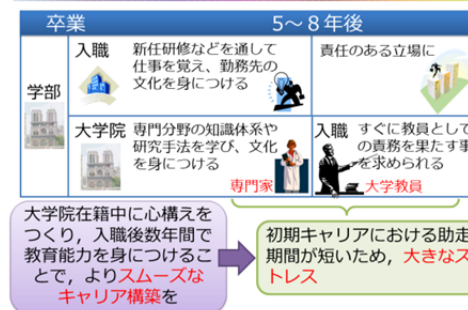 卒業
5～8年後
学部
入職
新任研修などを通して
仕事を覚え、勤務先の
文化を身につける
責任のある立場に
大学院
専門分野の知識体系や
研究手法を学び、文化
を身につける
専門家
入職
すぐに教員として
の責務を果たす事
を求められる
大学教員
大学院在籍中に心構えを
つくり，入職後数年間で
教育能力を身につけるこ
とで，よりスムーズな
キャリア構築を
初期キャリアにおける助走
期間が短いため，大きなス
トレス